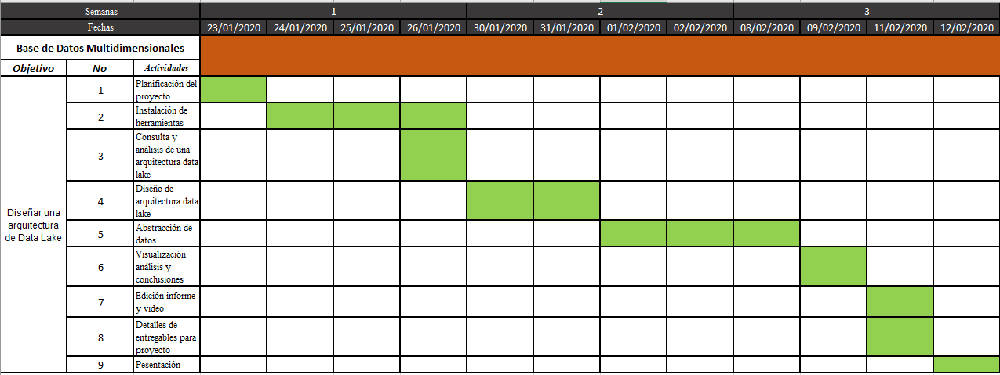 Semanas 1 2 3
Fechas 23/01/2020 24/01/2020 25/01/2020 26/01/2020 30/01/2020 31/01/2020 01/02/2020 02/02/2020 08/02/2020 09/02/2020 11/02/2020 12/02/2020
Base de Datos Multidimensionales
Objetivo No Actividades
Diseñar una
arquitectura
de Data Lake
1
Planificación del
proyecto
2
Instalación de
herramientas
3
Consulta y
análisis de una
arquitectura data
lake
4
Diseño de
arquitectura data
lake
5
Abstracción de
datos
6
Visualización
análisis y
conclusiones
7
Edición informe
y video
8
Detalles de
entregables para
proyecto
9
Pesentación